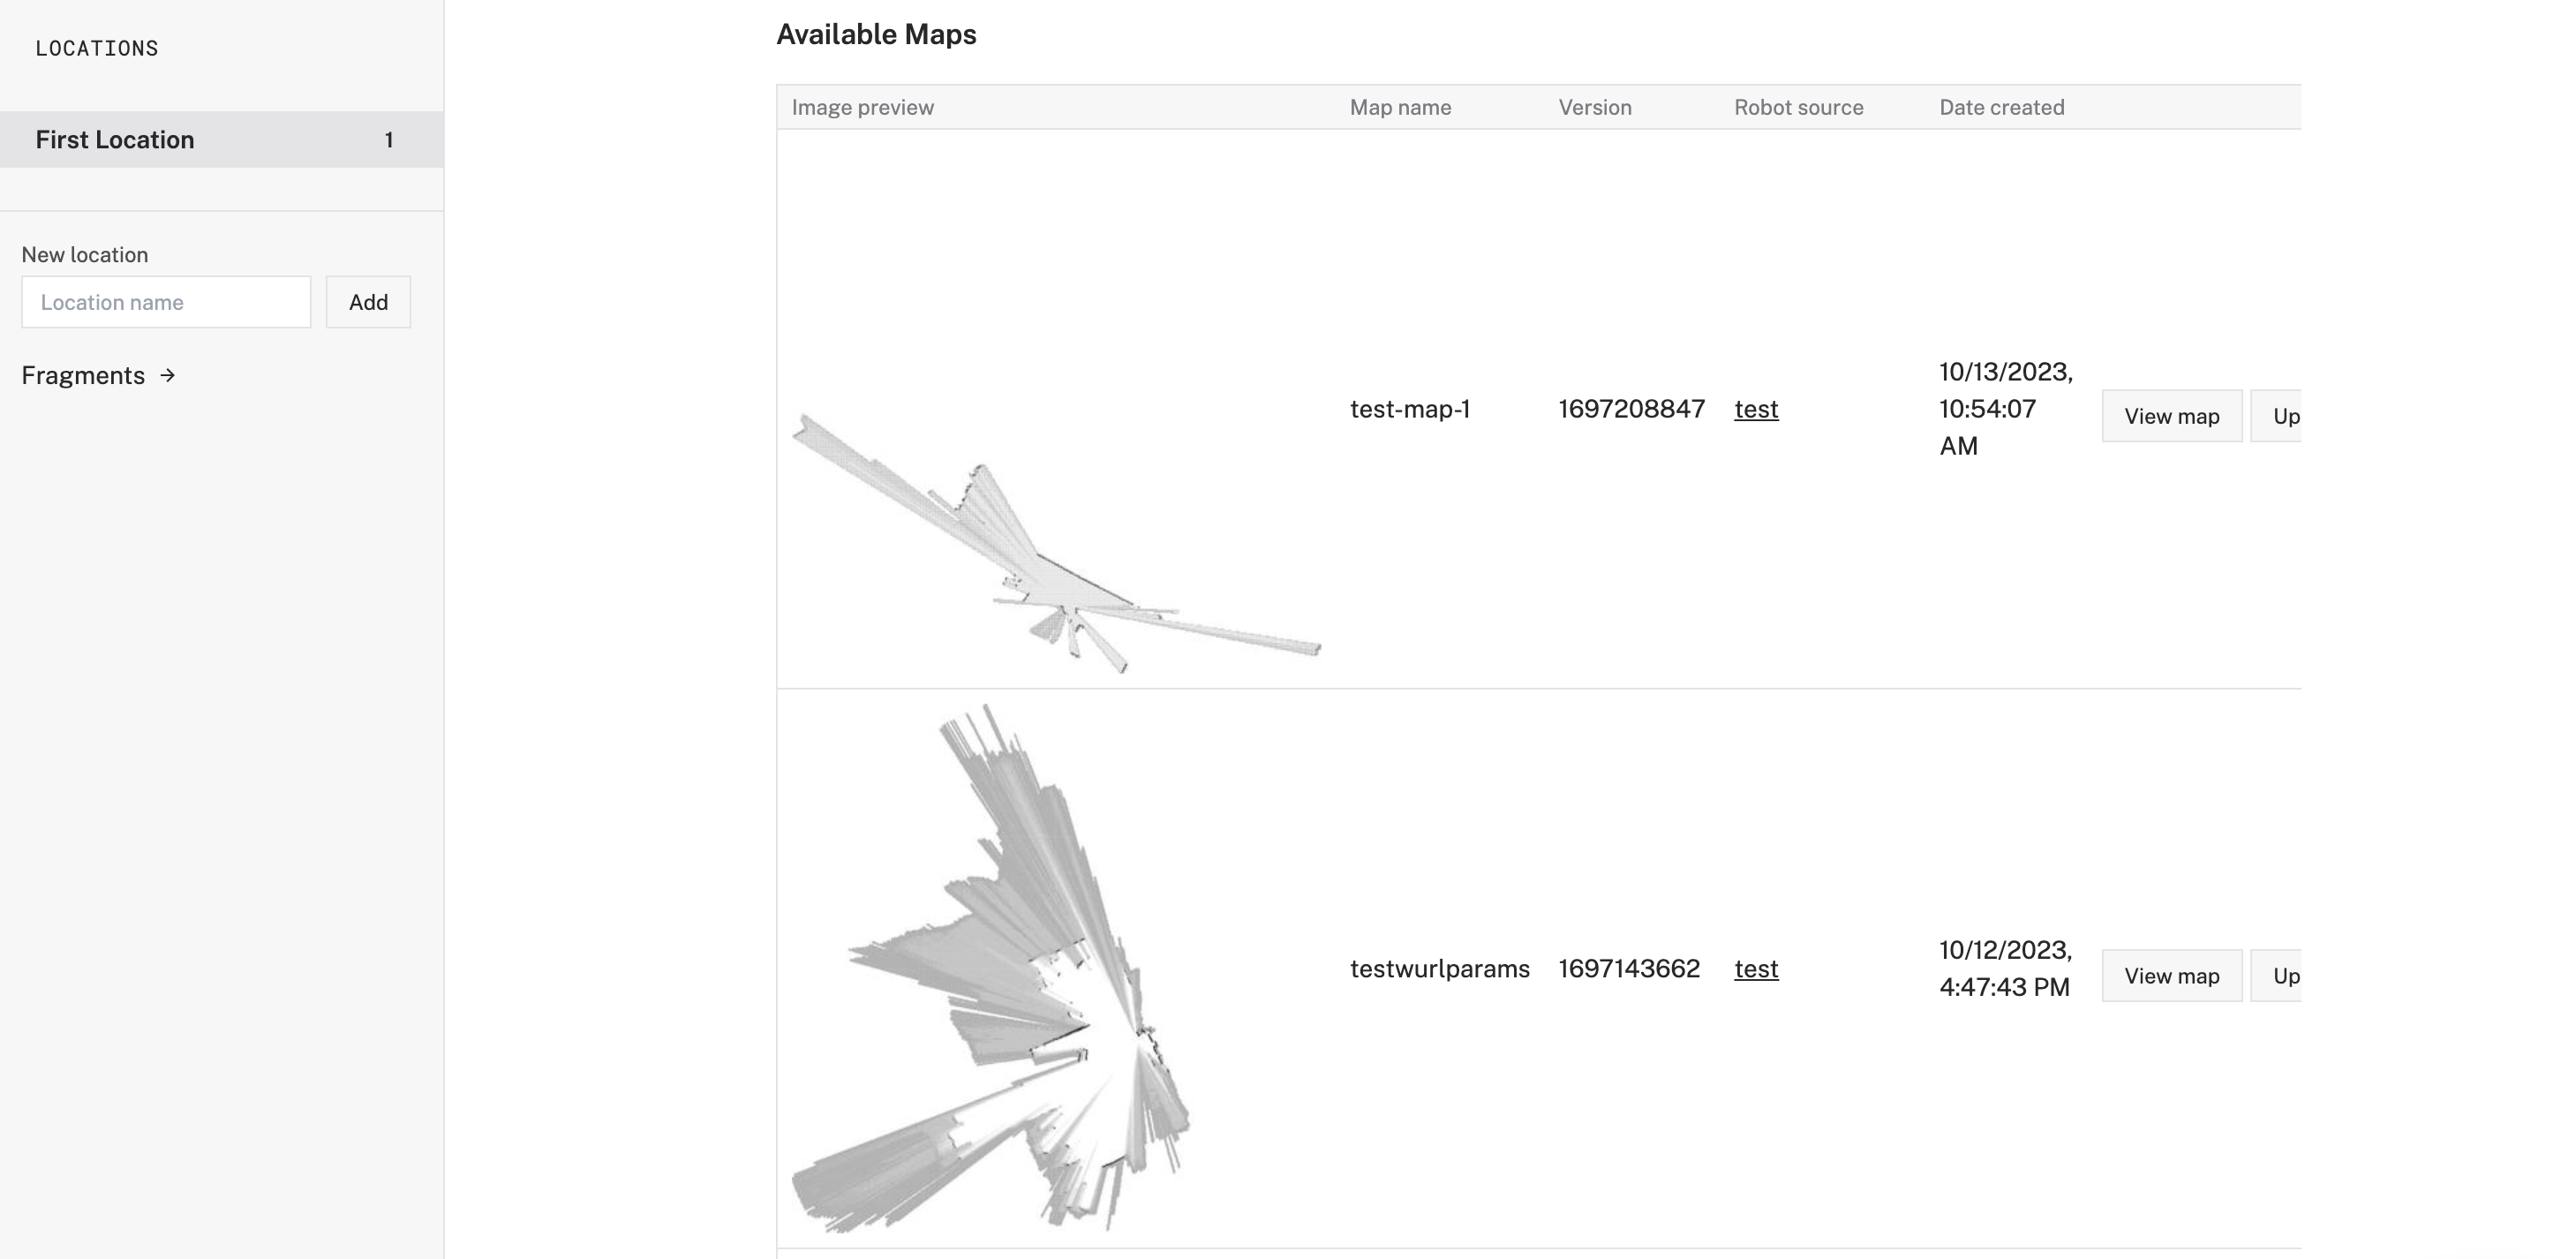 LOCATIONS
First Location 1
New location
Location name Add
Fragments →
Available Maps
Image preview Map name Version Robot source Date created
test-map-1 1697208847 test 10/13/2023, 10:54:07 AM View map Up
testwurlparams 1697143662 test 10/12/2023, 4:47:43 PM View map Up